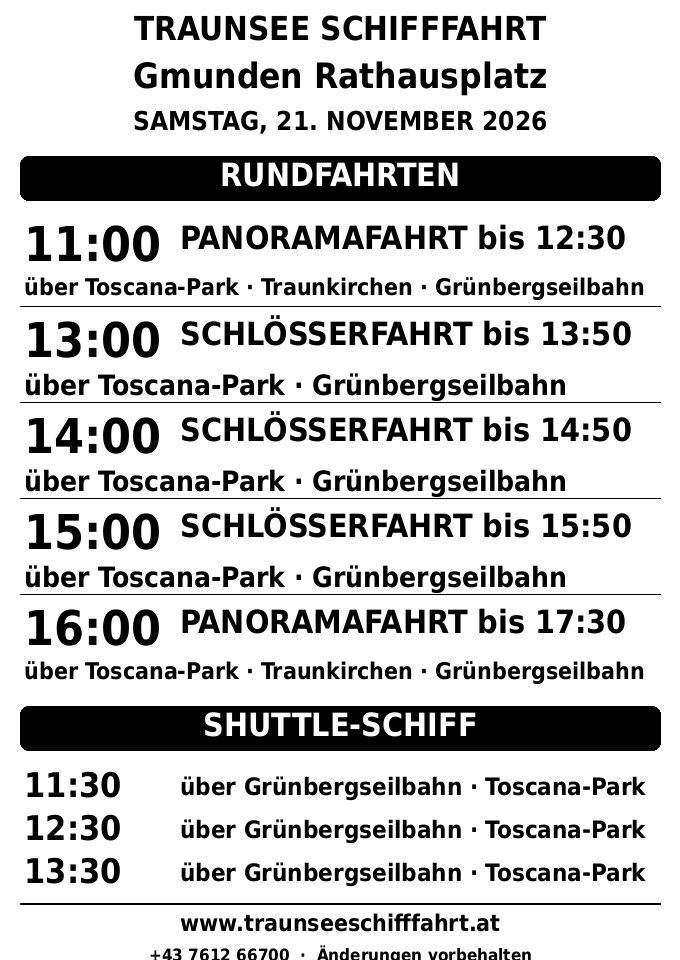 TRAUNSEE SCHIFFFAHRT
Gmunden Rathausplatz
SAMSTAG, 21. NOVEMBER 2026
RUNDFAHRTEN
11:00 PANORAMAFAHRT bis 12:30
über Toscana-Park · Traunkirchen · Grünbergseilbahn
13:00 SCHLÖSSERFAHRT bis 13:50
über Toscana-Park · Grünbergseilbahn
14:00 SCHLÖSSERFAHRT bis 14:50
über Toscana-Park · Grünbergseilbahn
15:00 SCHLÖSSERFAHRT bis 15:50
über Toscana-Park · Grünbergseilbahn
16:00 PANORAMAFAHRT bis 17:30
über Toscana-Park · Traunkirchen · Grünbergseilbahn
SHUTTLE-SCHIFF
11:30 über Grünbergseilbahn · Toscana-Park
12:30 über Grünbergseilbahn · Toscana-Park
13:30 über Grünbergseilbahn · Toscana-Park
www.traunseeschifffahrt.at
+43 7612 66700 · Änderungen vorbehalten